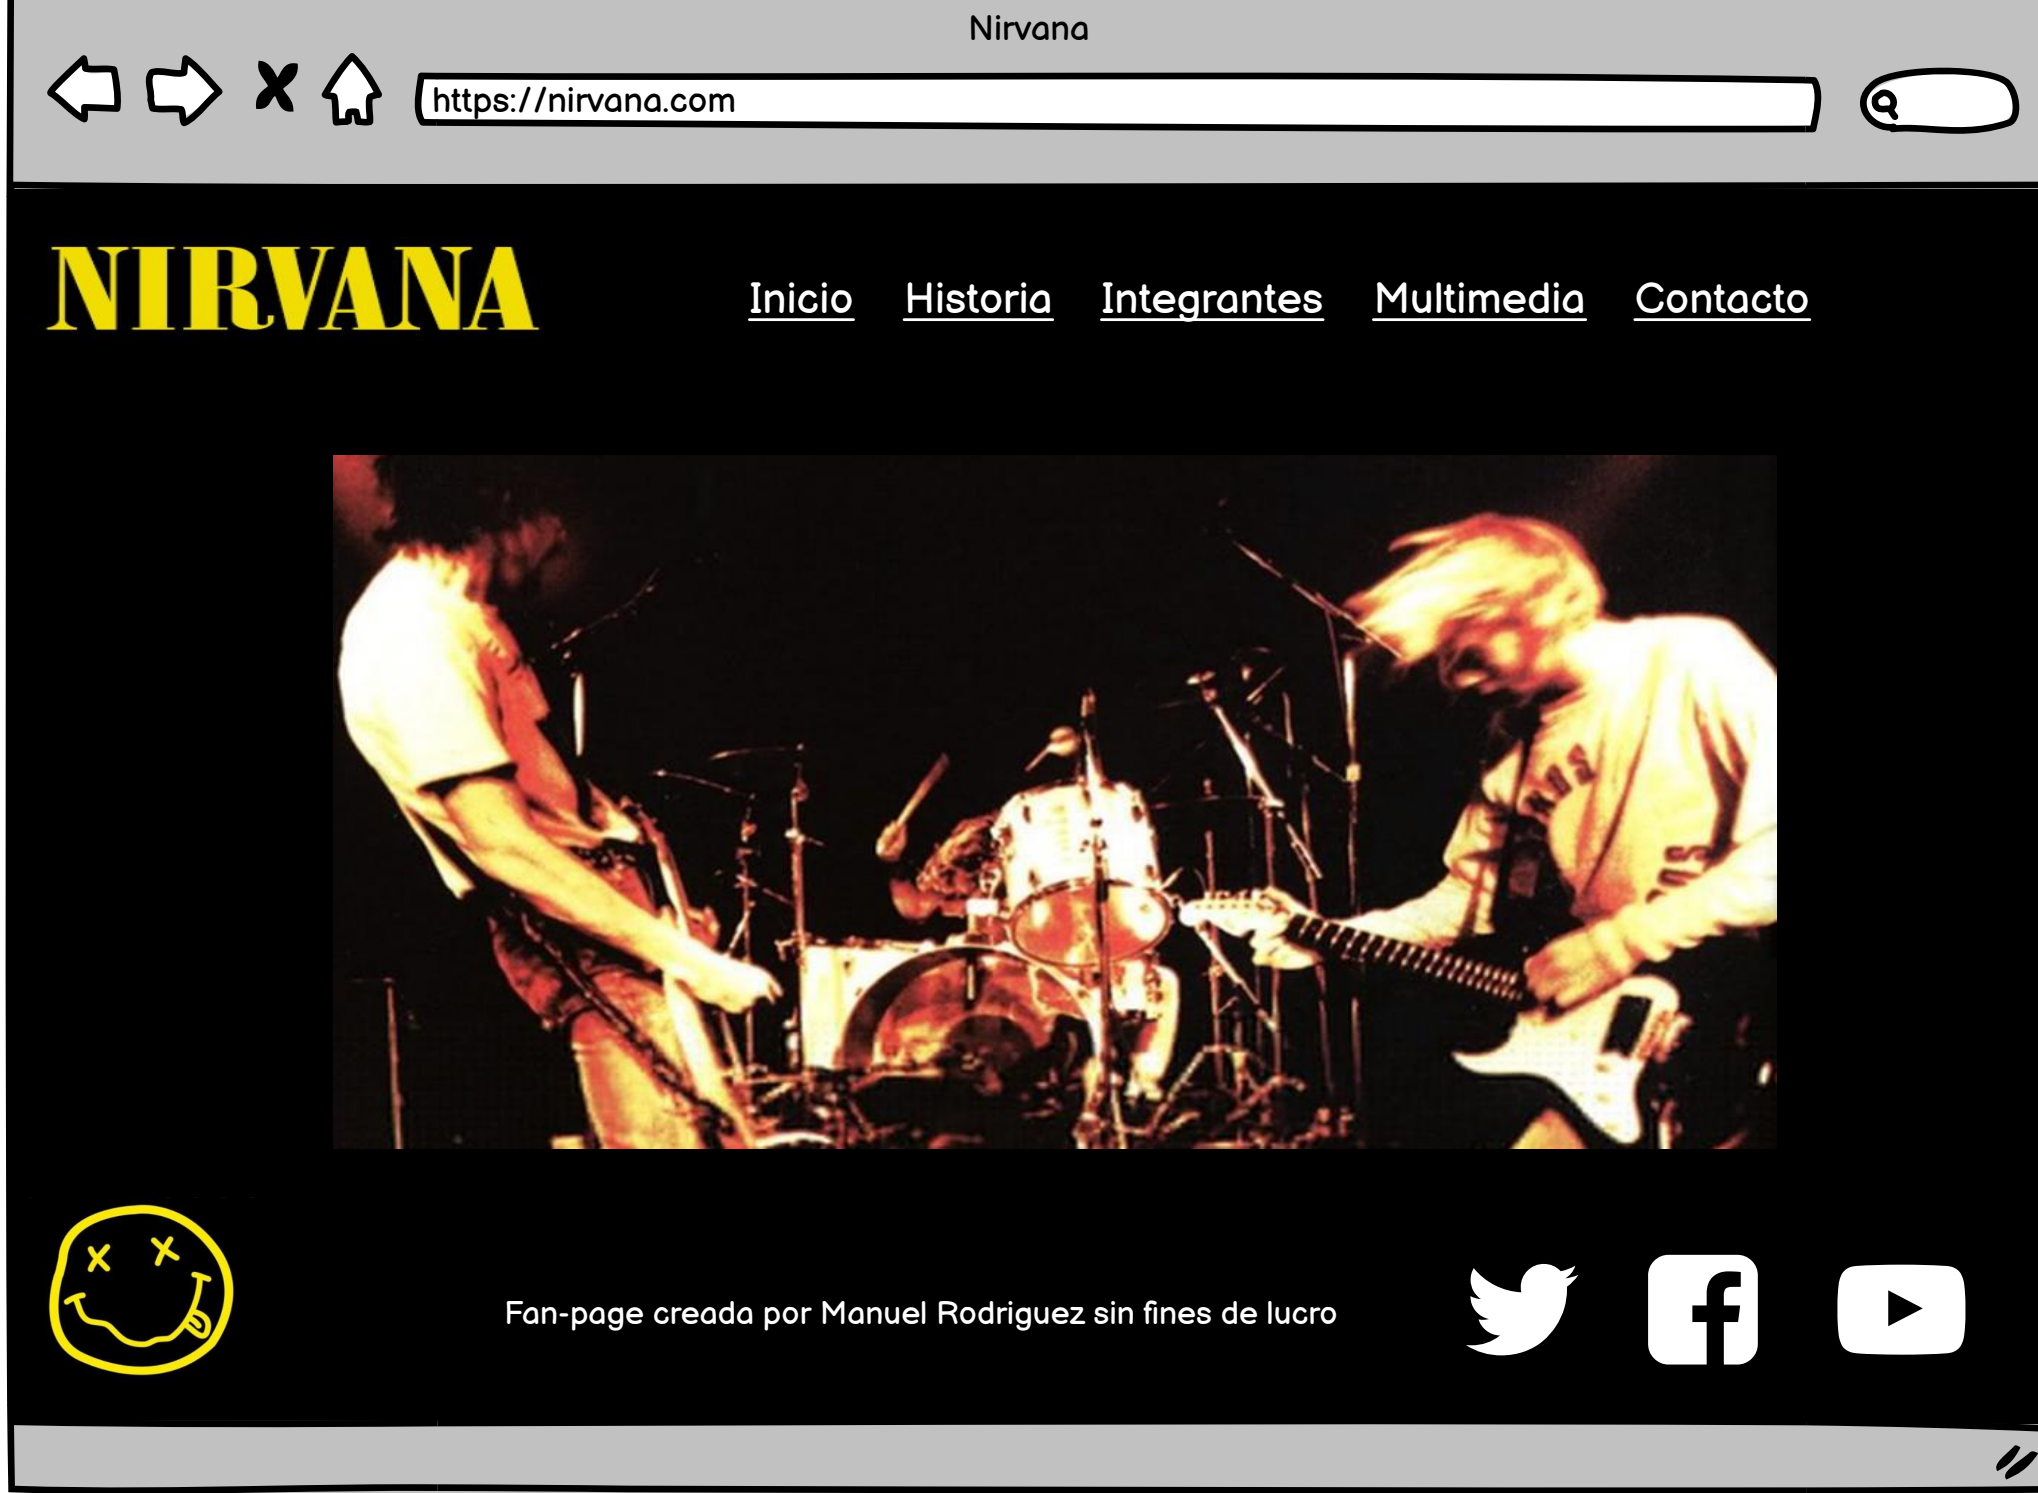 Nirvana
https://nirvana.com
NIRVANA
Inicio Historia Integrantes Multimedia Contacto
Fan-page creada por Manuel Rodriguez sin fines de lucro